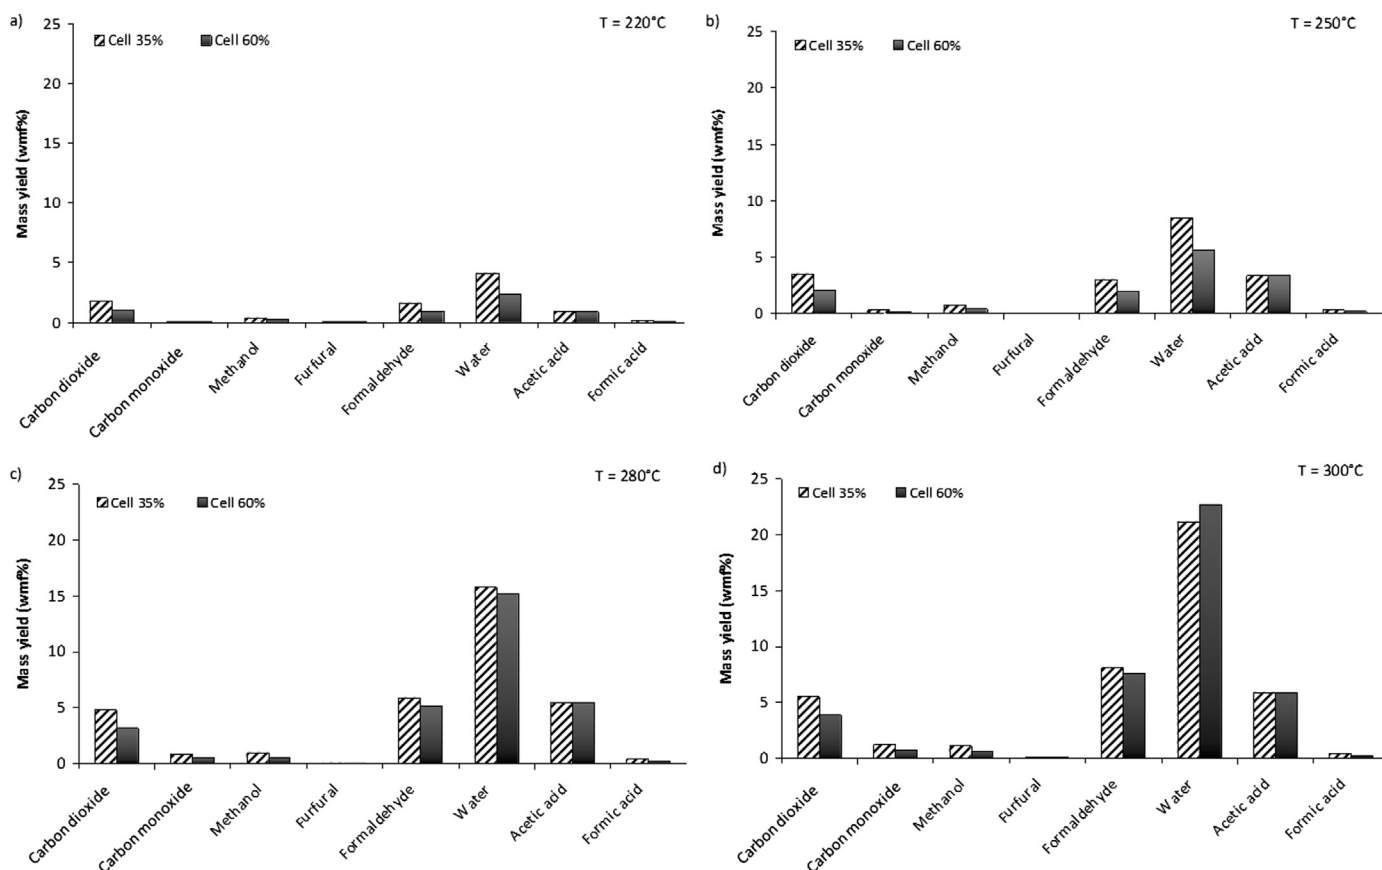 a)
T = 220°C
Cell 35%
Cell 60%
Mass yield (wmf%)
25
20
15
10
5
0
Carbon dioxide
Carbon monoxide
Methanol
Furfural
Formaldehyde
Water
Acetic acid
Formic acid
b)
T = 250°C
Cell 35%
Cell 60%
Mass yield (wmf%)
25
20
15
10
5
0
Carbon dioxide
Carbon monoxide
Methanol
Furfural
Formaldehyde
Water
Acetic acid
Formic acid
c)
T = 280°C
Cell 35%
Cell 60%
Mass yield (wmf%)
25
20
15
10
5
0
Carbon dioxide
Carbon monoxide
Methanol
Furfural
Formaldehyde
Water
Acetic acid
Formic acid
d)
T = 300°C
Cell 35%
Cell 60%
Mass yield (wmf%)
25
20
15
10
5
0
Carbon dioxide
Carbon monoxide
Methanol
Furfural
Formaldehyde
Water
Acetic acid
Formic acid